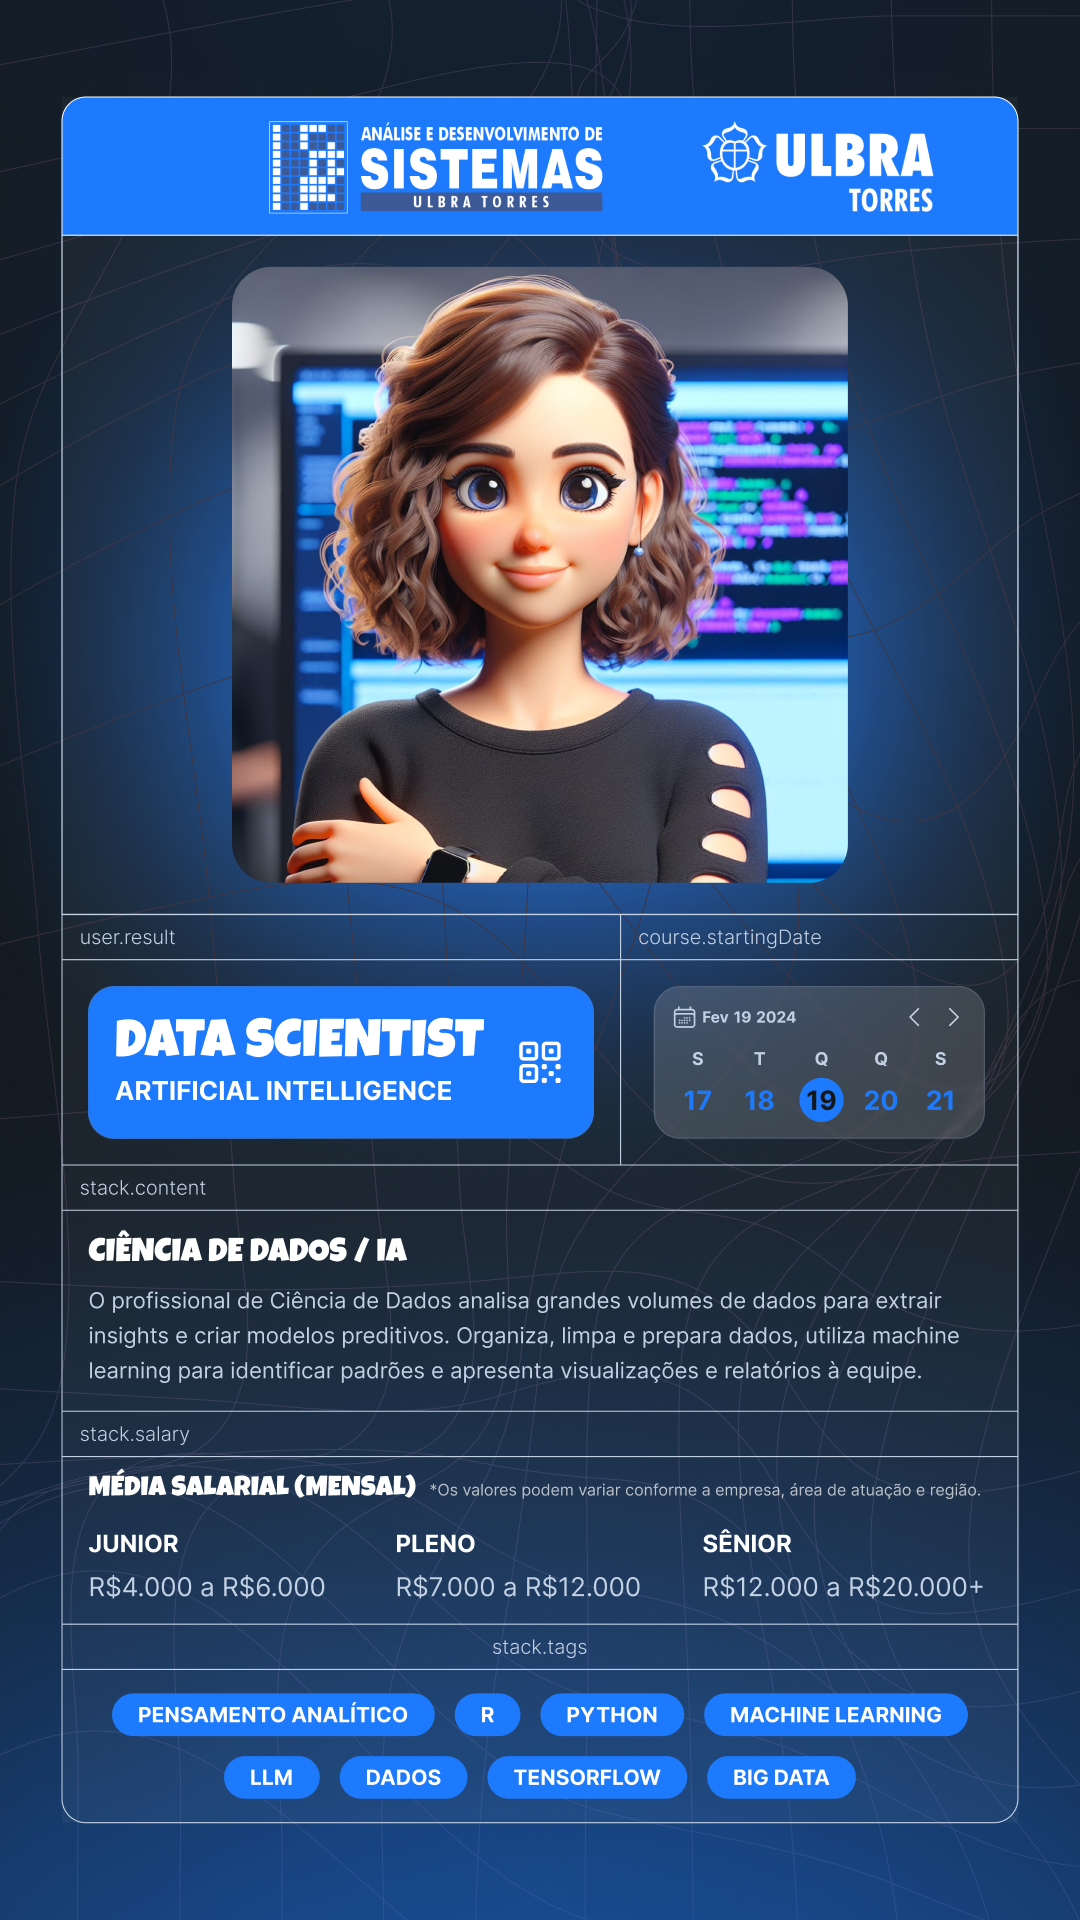 ANÁLISE E DESENVOLVIMENTO DE
SISTEMAS
ULBRA TORRES
ULBRA
TORRES
user.result
course.startingDate
DATA SCIENTIST
ARTIFICIAL INTELLIGENCE
Fev 19 2024
S T Q Q S
17 18 19 20 21
stack.content
CIÊNCIA DE DADOS / IA
O profissional de Ciência de Dados analisa grandes volumes de dados para extrair
insights e criar modelos preditivos. Organiza, limpa e prepara dados, utiliza machine
learning para identificar padrões e apresenta visualizações e relatórios à equipe.
stack.salary
MÉDIA SALARIAL (MENSAL) *Os valores podem variar conforme a empresa, área de atuação e região.
JUNIOR PLENO SÊNIOR
R$4.000 a R$6.000 R$7.000 a R$12.000 R$12.000 a R$20.000+
stack.tags
PENSAMENTO ANALÍTICO R PYTHON MACHINE LEARNING
LLM DADOS TENSORFLOW BIG DATA